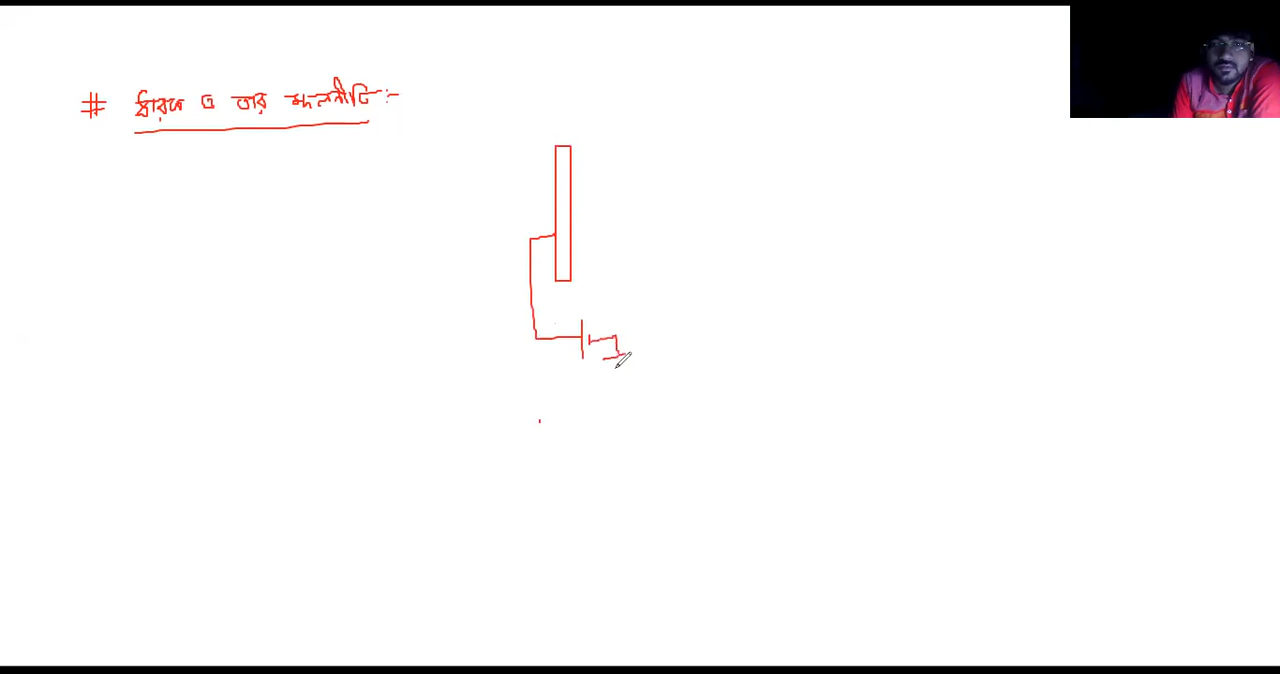 # ধারক ও তার মূলনীতি :-